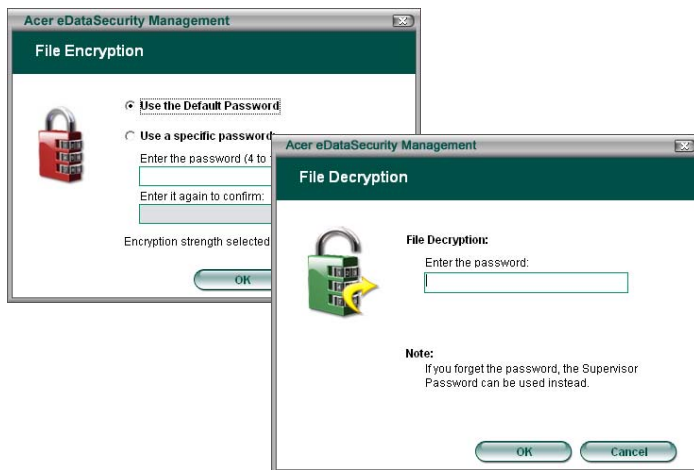 Acer eDataSecurity Management
File Encryption
Use the Default Password
Use a specific password:
Enter the password (4 to
Enter it again to confirm:
Encryption strength selected
OK
Acer eDataSecurity Management
File Decryption
File Decryption:
Enter the password:
Note:
If you forget the password, the Supervisor
Password can be used instead.
OK
Cancel